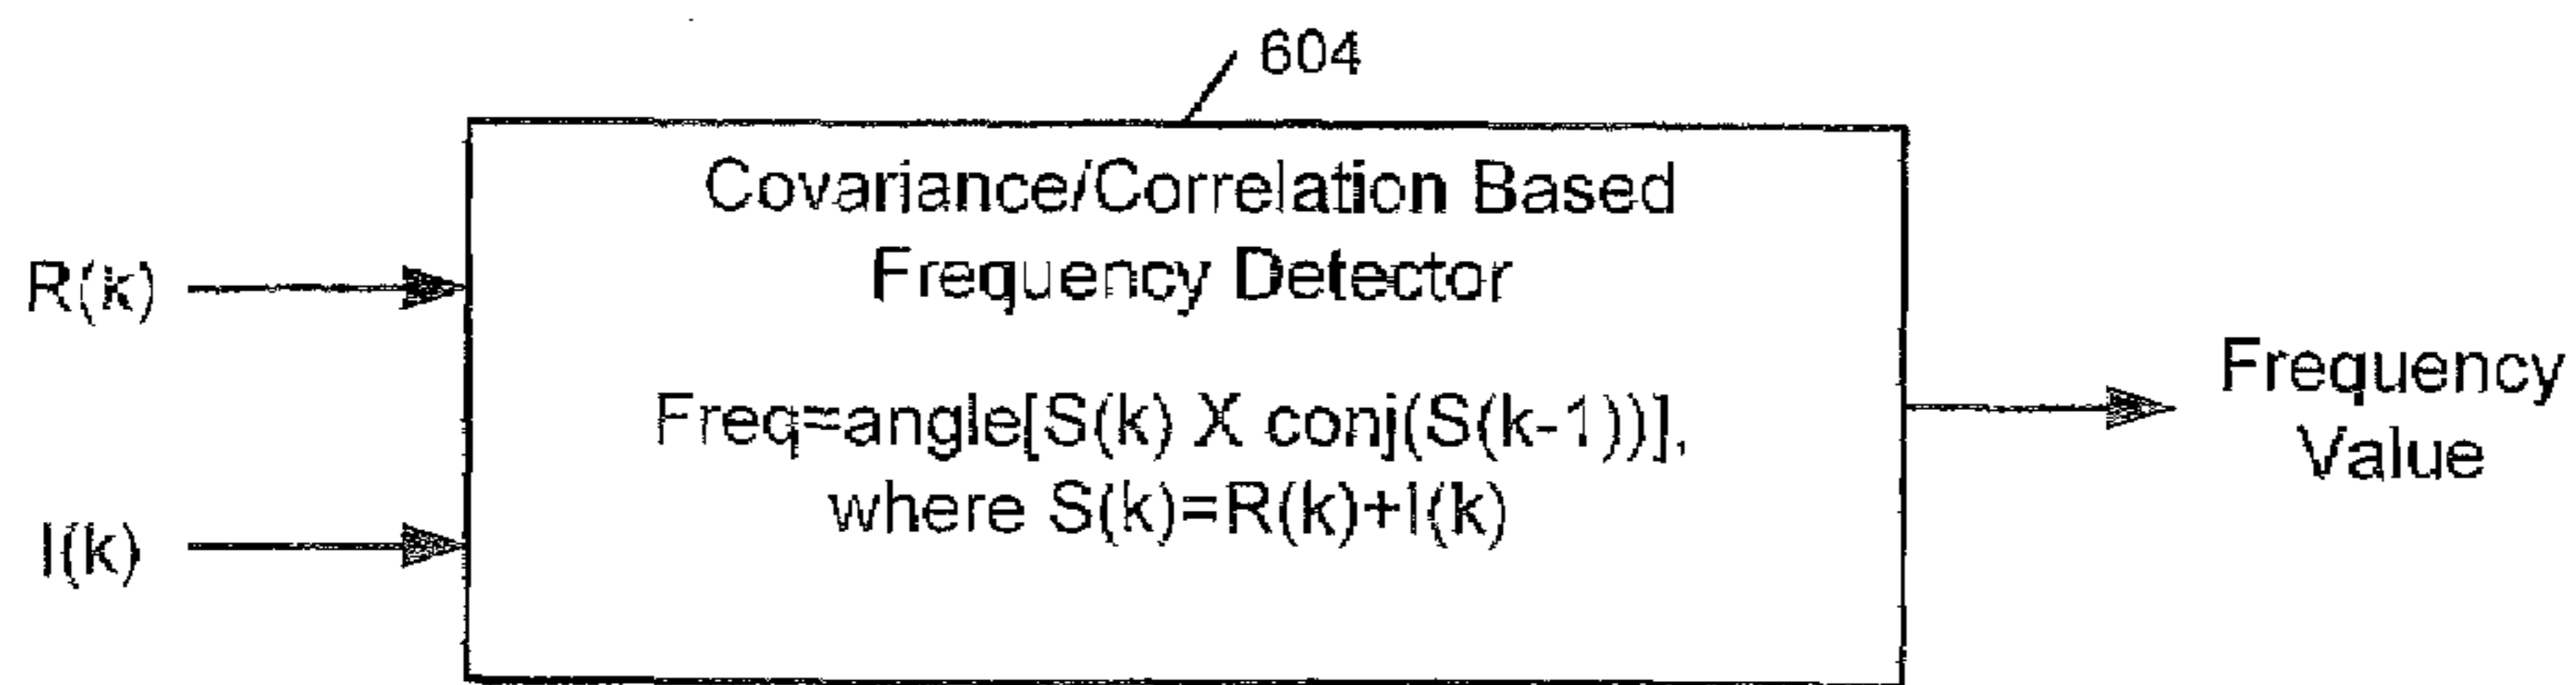 604
Covariance/Correlation Based
Frequency Detector
R(k)
Freq=angle[S(k) X conj(S(k-1))],
where S(k)=R(k)+I(k)
I(k)
Frequency
Value